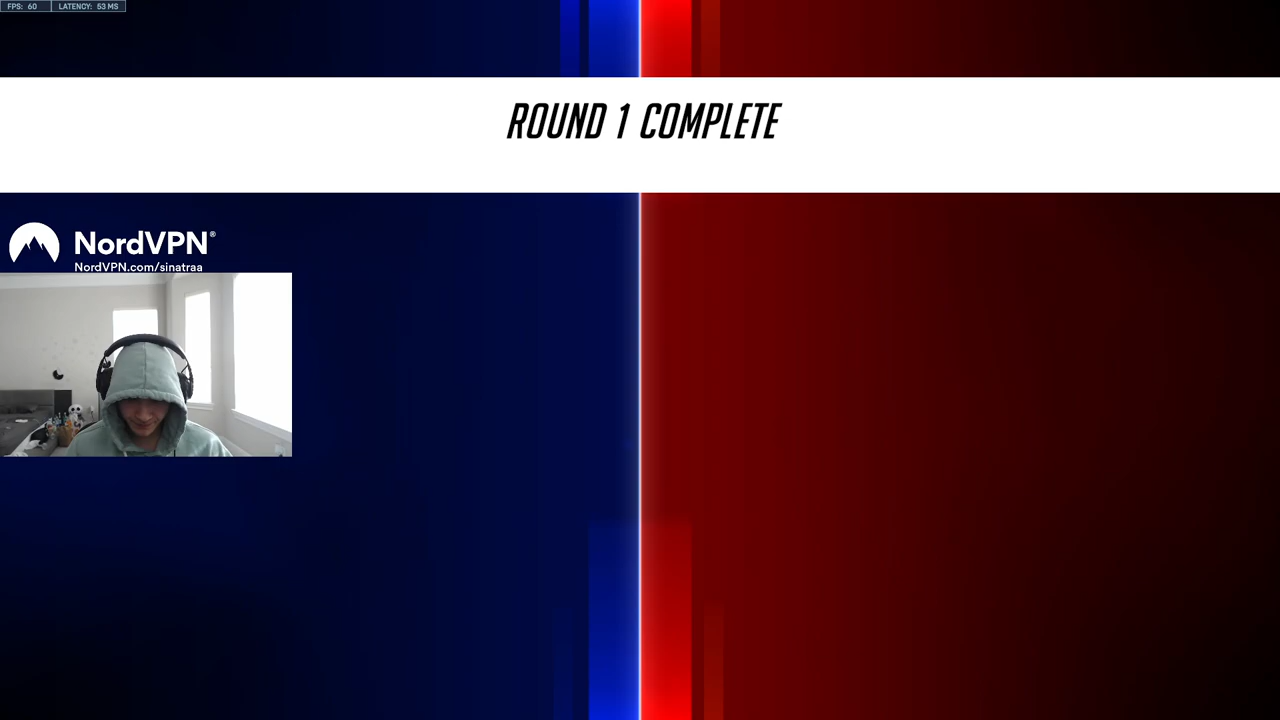 FPS: 60 LATENCY: 53 MS
ROUND 1 COMPLETE
NordVPN®
NordVPN.com/sinatraa